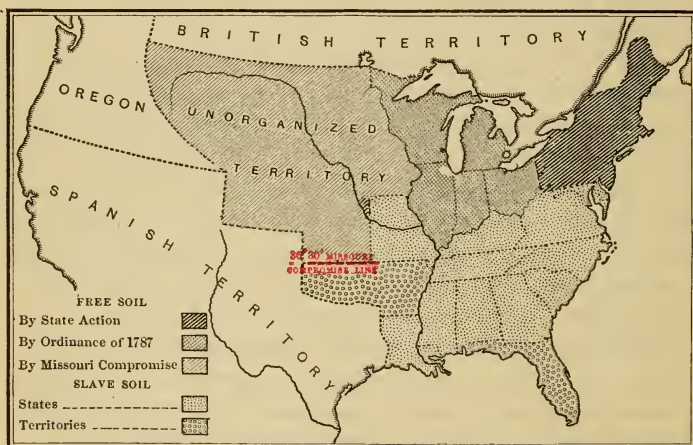 BRITISH TERRITORY
OREGON
UNORGANIZED
TERRITORY
SPANISH TERRITORY
36°30' MISSOURI
COMPROMISE LINE
FREE SOIL
By State Action
By Ordinance of 1787
By Missouri Compromise
SLAVE SOIL
States
Territories